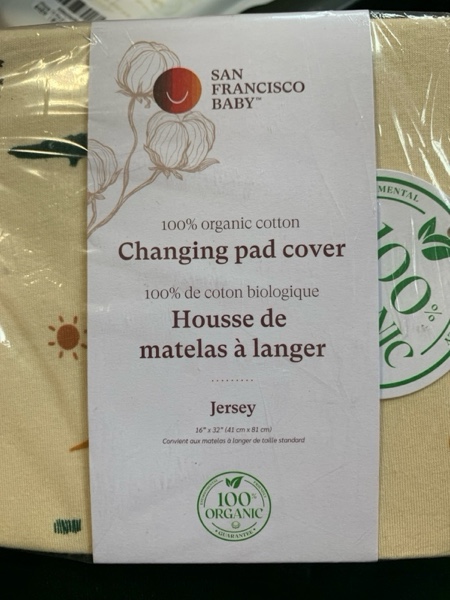 SAN
FRANCISCO
BABY™
100% organic cotton
Changing pad cover
100% de coton biologique
Housse de
matelas à langer
Jersey
16" x 32" (41 cm x 81 cm)
Convient aux matelas à langer de taille standard
100%
ORGANIC
• GUARANTEE •
MENTAL
100%